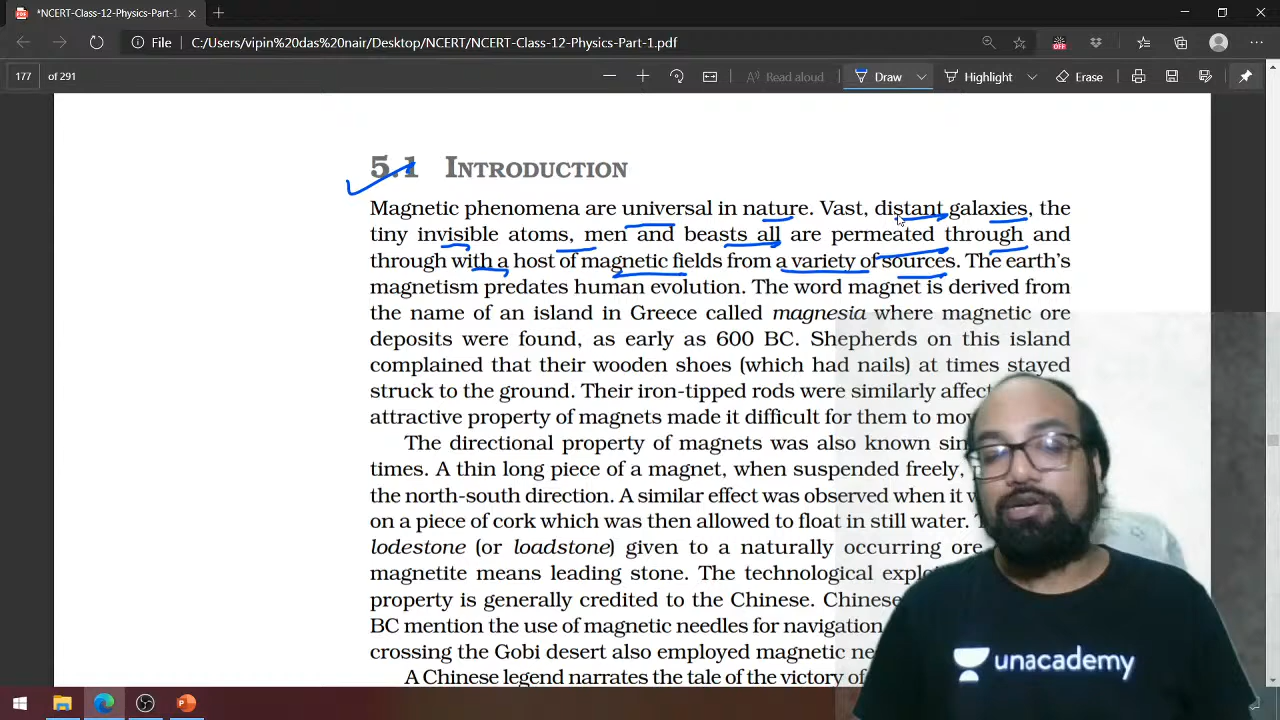 *NCERT-Class-12-Physics-Part-1.
File C:/Users/vipin%20das%20nair/Desktop/NCERT/NCERT-Class-12-Physics-Part-1.pdf
177 of 291 Read aloud Draw Highlight Erase
5.1 INTRODUCTION
Magnetic phenomena are universal in nature. Vast, distant galaxies, the
tiny invisible atoms, men and beasts all are permeated through and
through with a host of magnetic fields from a variety of sources. The earth's
magnetism predates human evolution. The word magnet is derived from
the name of an island in Greece called magnesia where magnetic ore
deposits were found, as early as 600 BC. Shepherds on this island
complained that their wooden shoes (which had nails) at times stayed
struck to the ground. Their iron-tipped rods were similarly
attractive property of magnets made it difficult for them to
The directional property of magnets was also known
times. A thin long piece of a magnet, when suspended freely,
the north-south direction. A similar effect was observed when it
on a piece of cork which was then allowed to float in still water.
lodestone (or loadstone) given to a naturally occurring ore
magnetite means leading stone. The technological
property is generally credited to the Chinese. Chinese
BC mention the use of magnetic needles for navigation
crossing the Gobi desert also employed magnetic
A Chinese legend narrates the tale of the victory of
unacademy